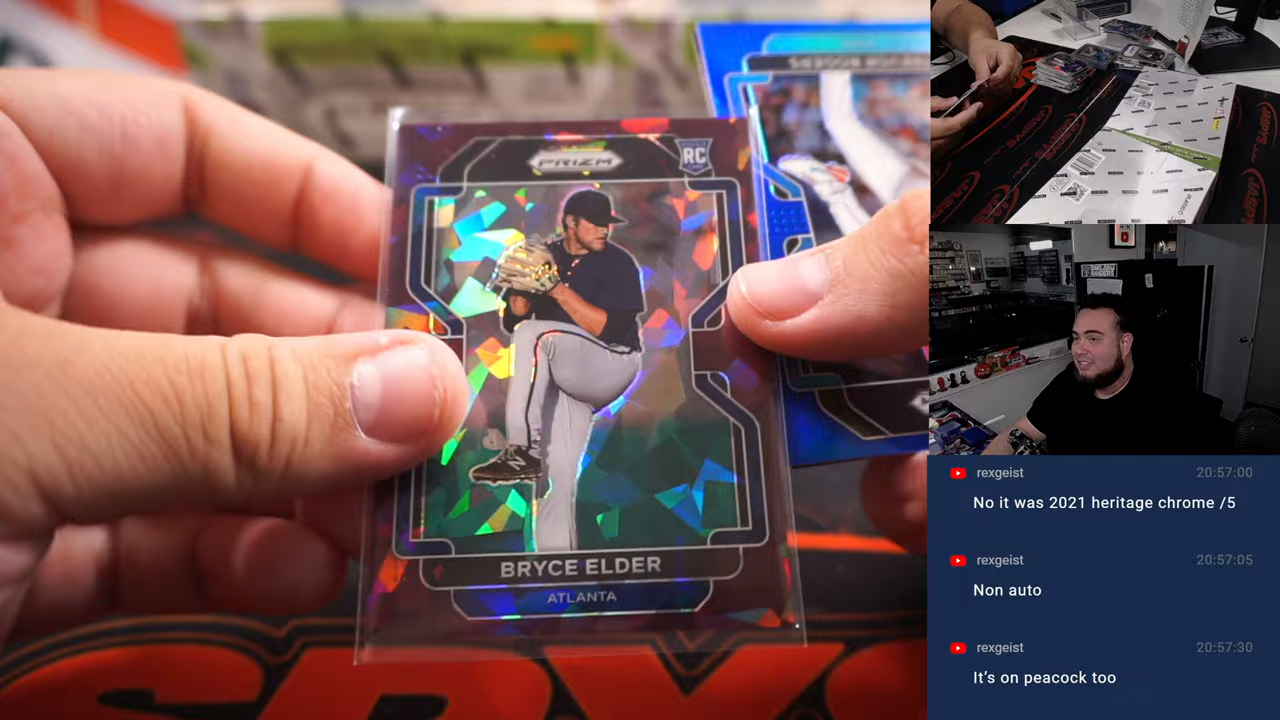 PRIZM
RC
BRYCE ELDER
ATLANTA
rexgeist
20:57:00
No it was 2021 heritage chrome /5
rexgeist
20:57:05
Non auto
rexgeist
20:57:30
It's on peacock too